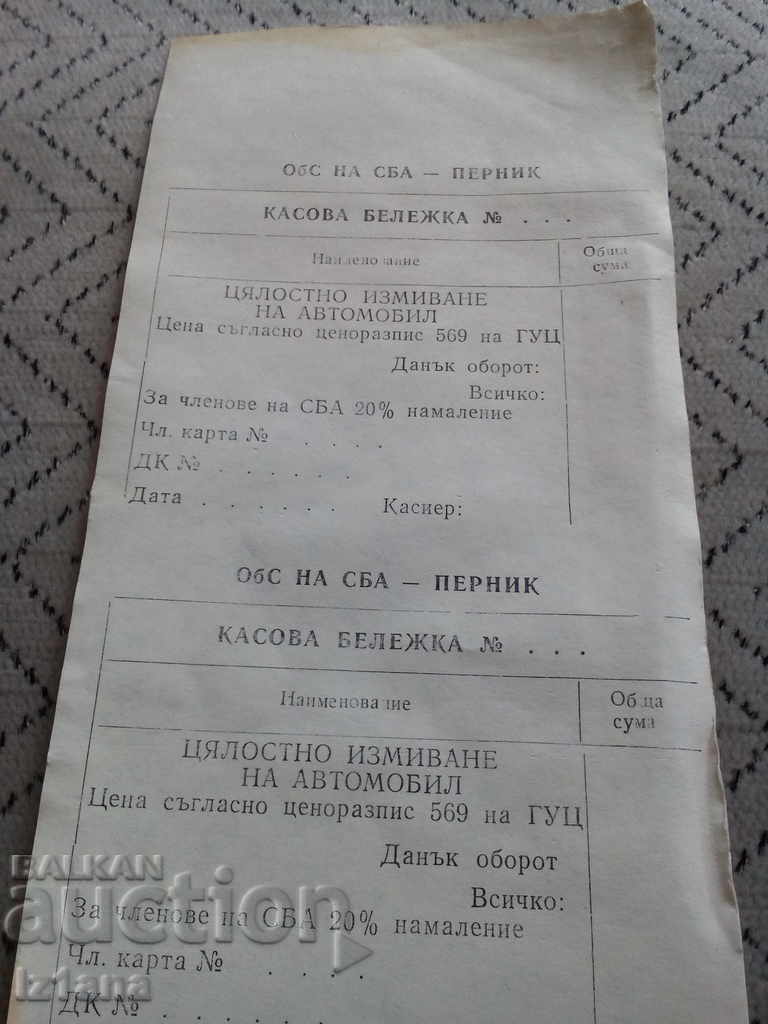 ОбС НА СБА — ПЕРНИК
КАСОВА БЕЛЕЖКА № . . .
Наименование
Обща
сума
ЦЯЛОСТНО ИЗМИВАНЕ
НА АВТОМОБИЛ
Цена съгласно ценоразпис 569 на ГУЦ
Данък оборот:
Всичко:
За членове на СБА 20% намаление
Чл. карта № . . . .
ДК № . . . . . .
Дата . . . . . . Касиер:
ОбС НА СБА — ПЕРНИК
КАСОВА БЕЛЕЖКА № . . .
Наименование
Обща
сума
ЦЯЛОСТНО ИЗМИВАНЕ
НА АВТОМОБИЛ
Цена съгласно ценоразпис 569 на ГУЦ
Данък оборот
Всичко:
За членове на СБА 20% намаление
Чл. карта № . . . .
ДК № . . . . . .
BALKAN
auction
Iz1ana